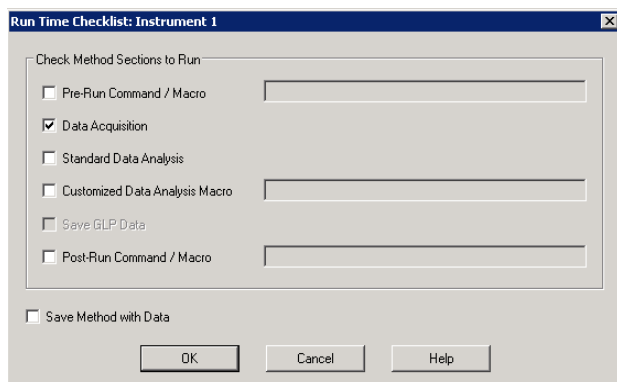 Run Time Checklist: Instrument 1
Check Method Sections to Run
Pre-Run Command / Macro
Data Acquisition
Standard Data Analysis
Customized Data Analysis Macro
Save GLP Data
Post-Run Command / Macro
Save Method with Data
OK Cancel Help